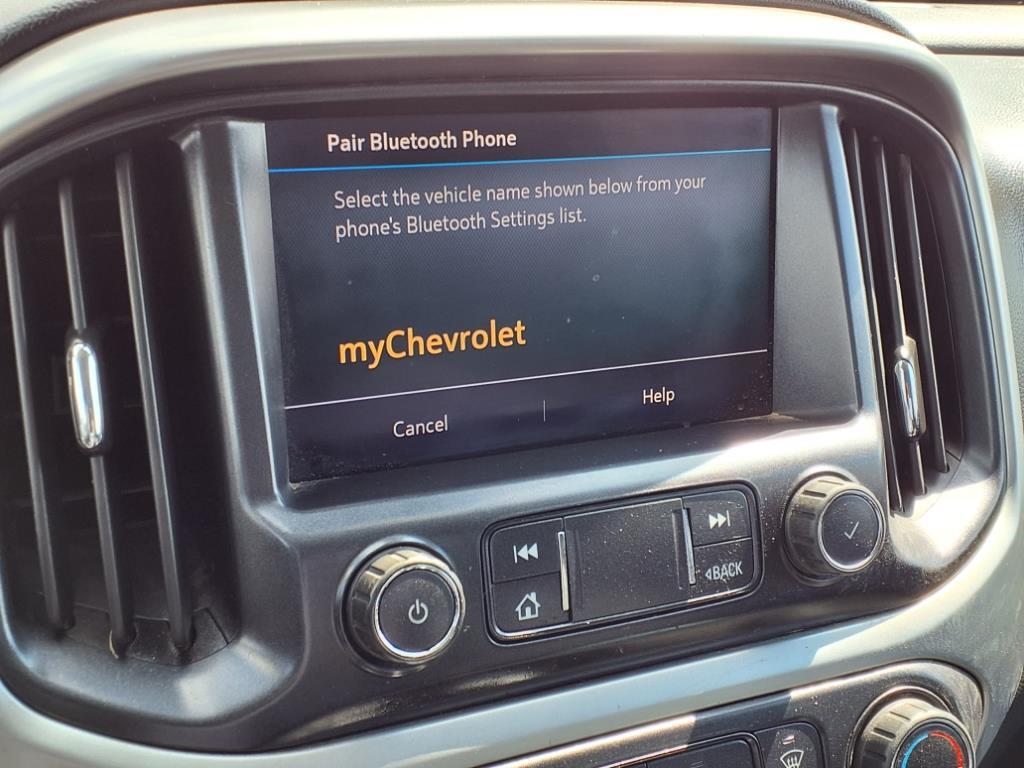 Pair Bluetooth Phone
Select the vehicle name shown below from your
phone's Bluetooth Settings list.
myChevrolet
Cancel
Help
BACK